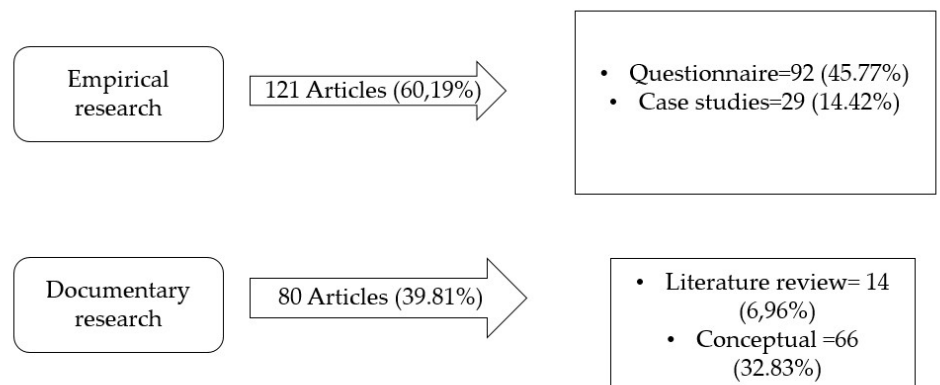 Empirical
research
121 Articles (60,19%)
• Questionnaire=92 (45.77%)
• Case studies=29 (14.42%)
Documentary
research
80 Articles (39.81%)
• Literature review= 14
(6,96%)
• Conceptual =66
(32.83%)